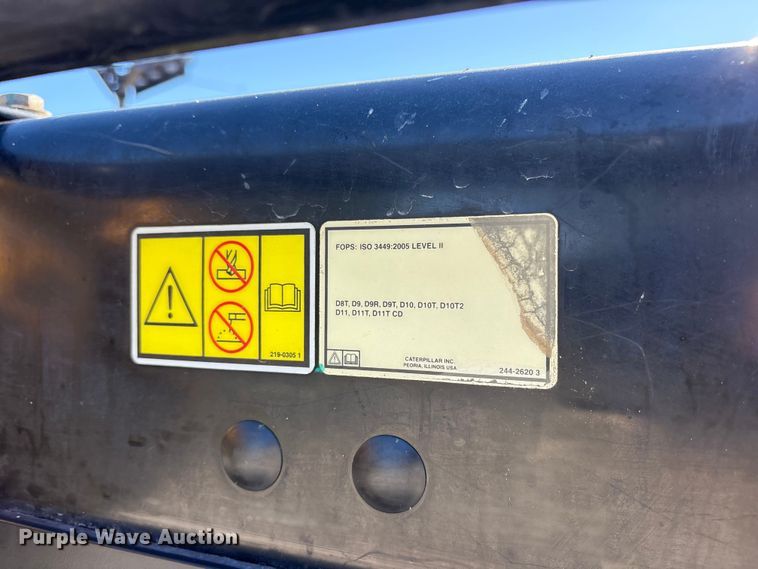 FOPS: ISO 3449:2005 LEVEL II
D8T, D9, D9R, D9T, D10, D10T, D10T2
D11, D11T, D11T CD
219-0305 1
CATERPILLAR INC.
PEORIA, ILLINOIS USA
244-2620 3
Purple Wave Auction